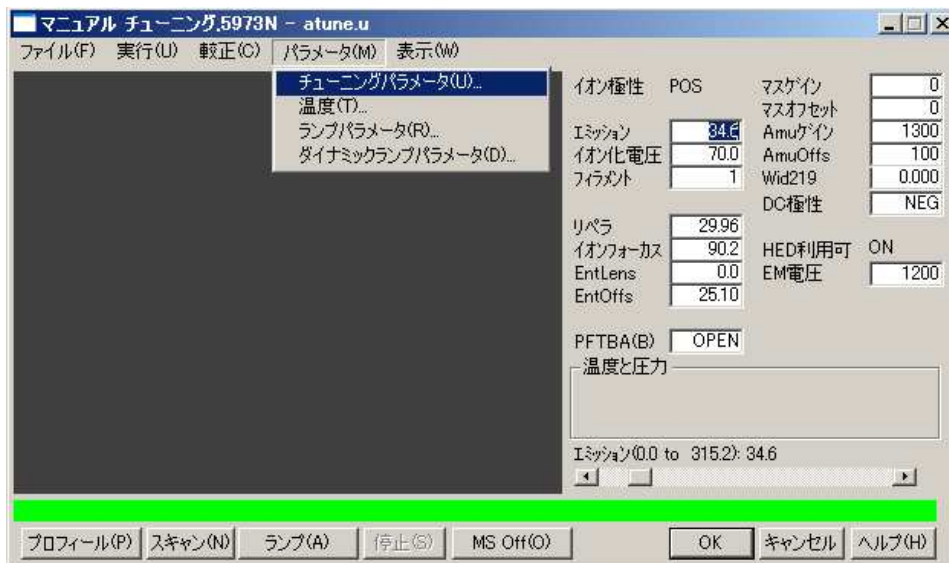 マニュアル チューニング,5973N - atune.u
ファイル(F) 実行(U) 較正(C) パラメータ(M) 表示(W)
チューニングパラメータ(U)...
温度(T)...
ランプパラメータ(R)...
ダイナミックランプパラメータ(D)...
イオン極性 POS
エミッション 34.6
イオン化電圧 70.0
フィラメント 1
リペラ 29.96
イオンフォーカス 90.2
EntLens 0.0
EntOffs 25.10
PFTBA(B) OPEN
マスゲイン 0
マスオフセット 0
Amuゲイン 1300
AmuOffs 100
Wid219 0.000
DC極性 NEG
HED利用可 ON
EM電圧 1200
温度と圧力
エミッション(0.0 to 315.2): 34.6
プロフィール(P) スキャン(N) ランプ(A) 停止(S) MS Off(O) OK キャンセル ヘルプ(H)